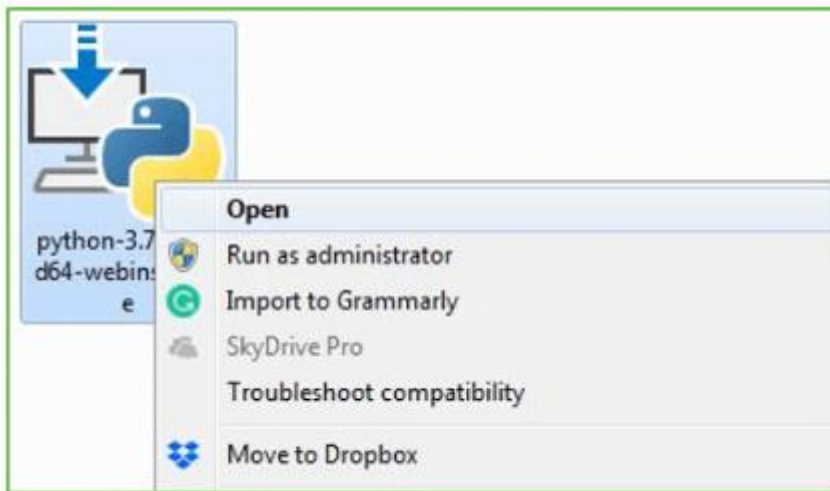 python-3.7
d64-webins
e
Open
Run as administrator
Import to Grammarly
SkyDrive Pro
Troubleshoot compatibility
Move to Dropbox